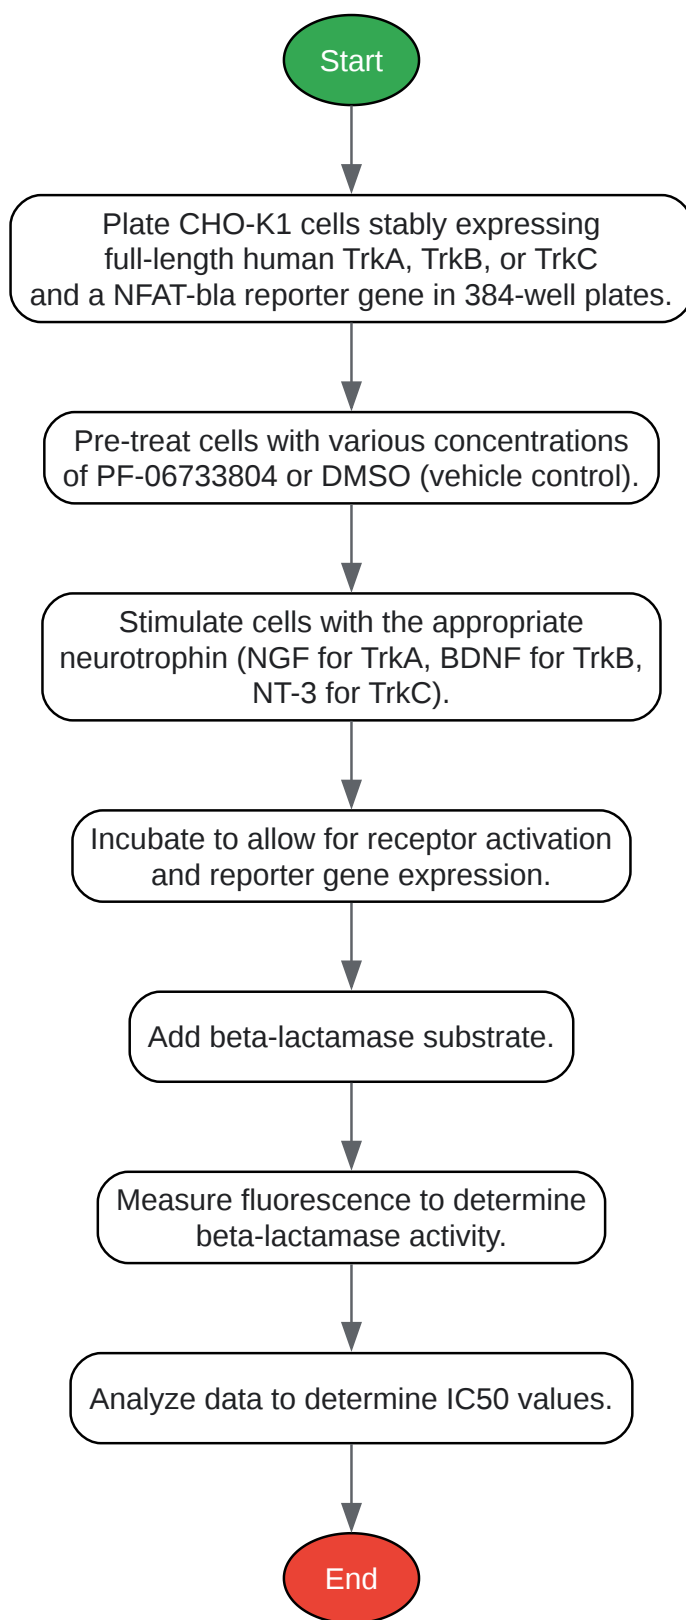 Start
Plate CHO-K1 cells stably expressing
full-length human TrkA, TrkB, or TrkC
and a NFAT-bla reporter gene in 384-well plates.
Pre-treat cells with various concentrations
of PF-06733804 or DMSO (vehicle control).
Stimulate cells with the appropriate
neurotrophin (NGF for TrkA, BDNF for TrkB,
NT-3 for TrkC).
Incubate to allow for receptor activation
and reporter gene expression.
Add beta-lactamase substrate.
Measure fluorescence to determine
beta-lactamase activity.
Analyze data to determine IC50 values.
End